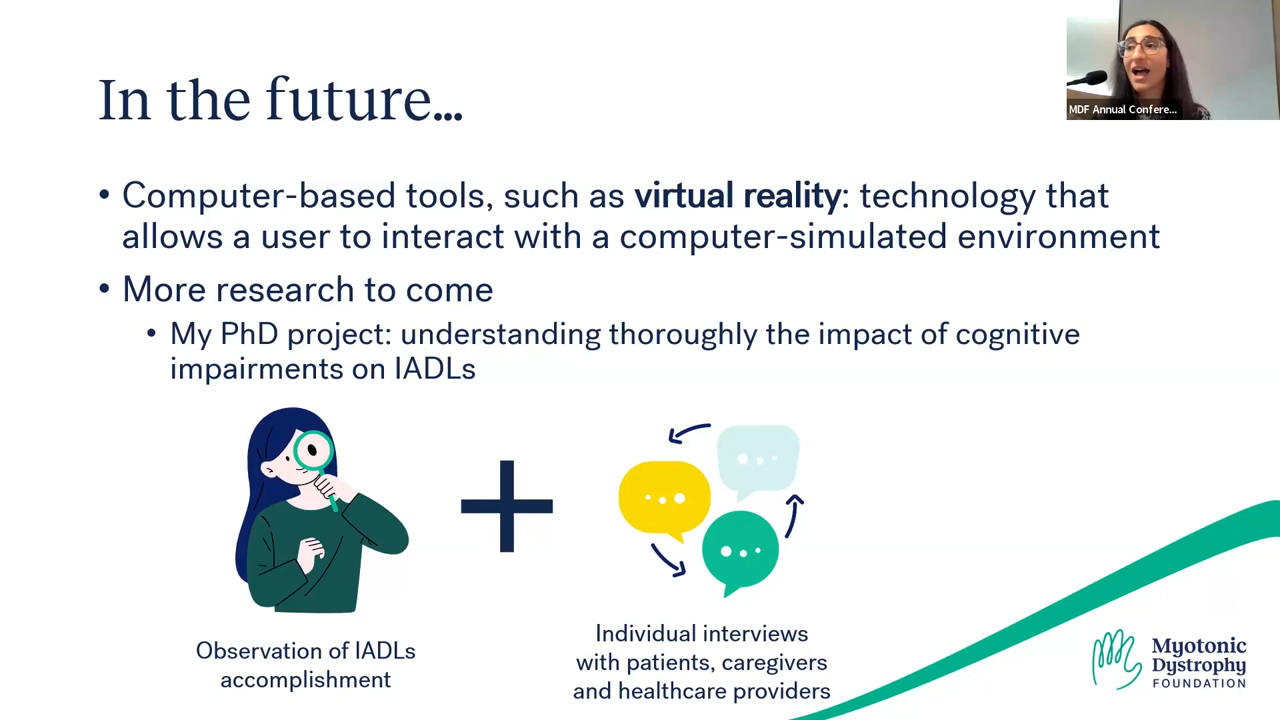 MDF Annual Confere...
In the future...
• Computer-based tools, such as virtual reality: technology that
allows a user to interact with a computer-simulated environment
• More research to come
• My PhD project: understanding thoroughly the impact of cognitive
impairments on IADLs
Observation of IADLs
accomplishment
Individual interviews
with patients, caregivers
and healthcare providers
Myotonic
Dystrophy
FOUNDATION